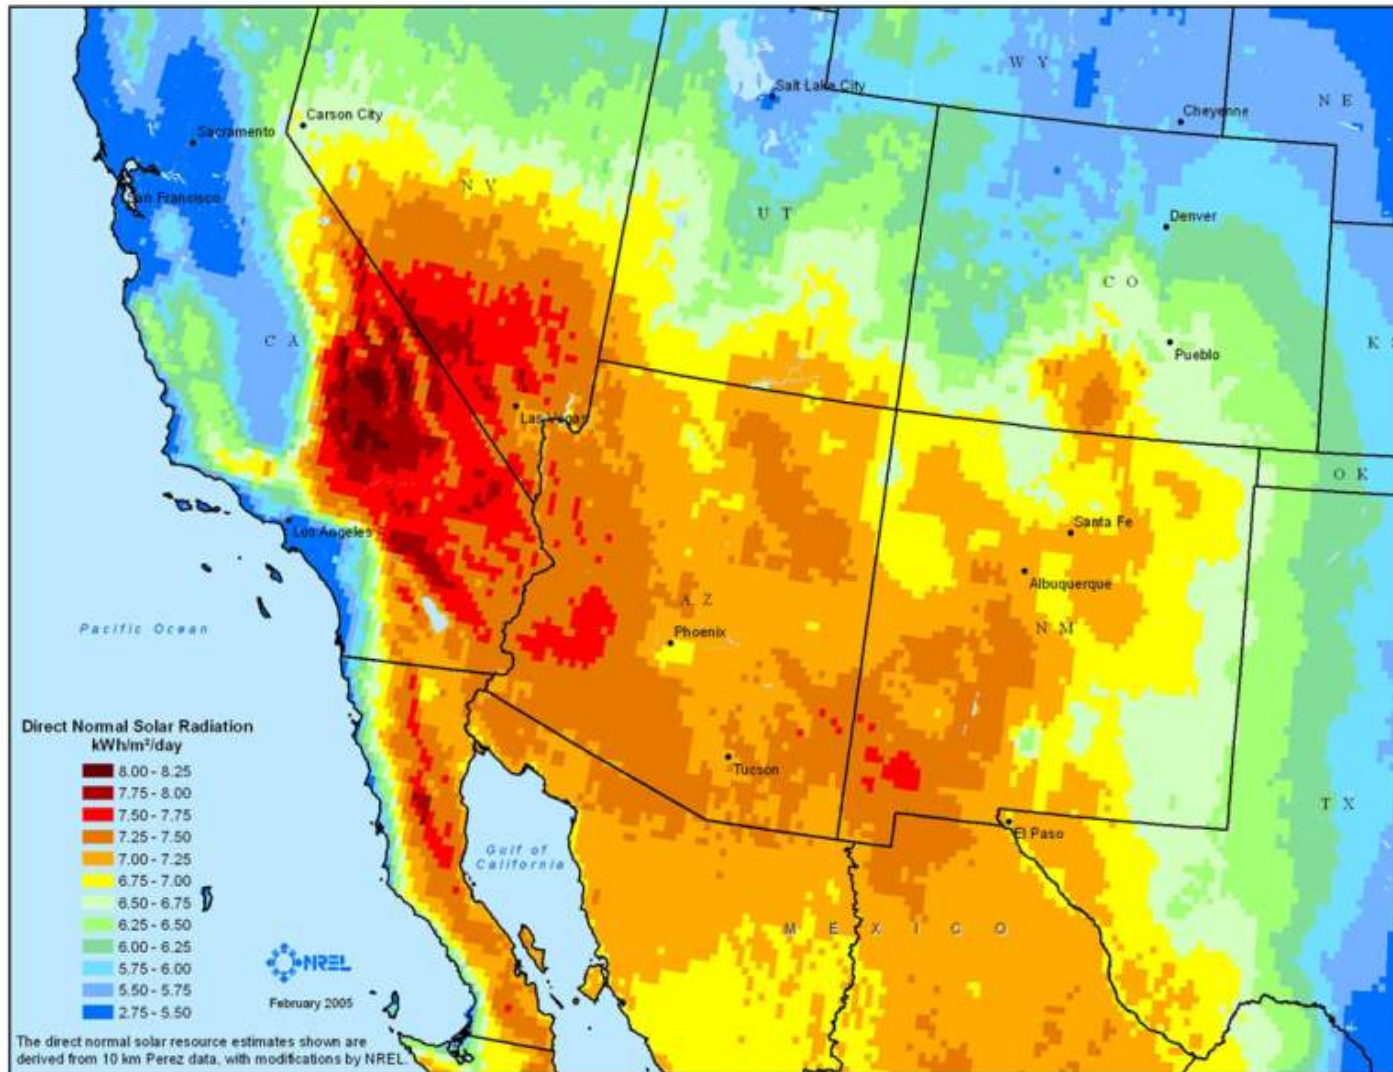 W Y
Salt Lake City
N E
Carson City
Cheyenne
Sacramento
N V
San Francisco
U T
Denver
C O
C A
Pueblo
Las Vegas
O K
Santa Fe
Los Angeles
Albuquerque
A Z
Pacific Ocean
Phoenix
N M
Direct Normal Solar Radiation
kWh/m²/day
8.00 - 8.25
7.75 - 8.00
7.50 - 7.75
7.25 - 7.50
7.00 - 7.25
6.75 - 7.00
6.50 - 6.75
6.25 - 6.50
6.00 - 6.25
5.75 - 6.00
5.50 - 5.75
2.75 - 5.50
Tucson
T X
El Paso
Gulf of
California
M E X I C O
NREL
February 2005
The direct normal solar resource estimates shown are
derived from 10 km Perez data, with modifications by NREL.